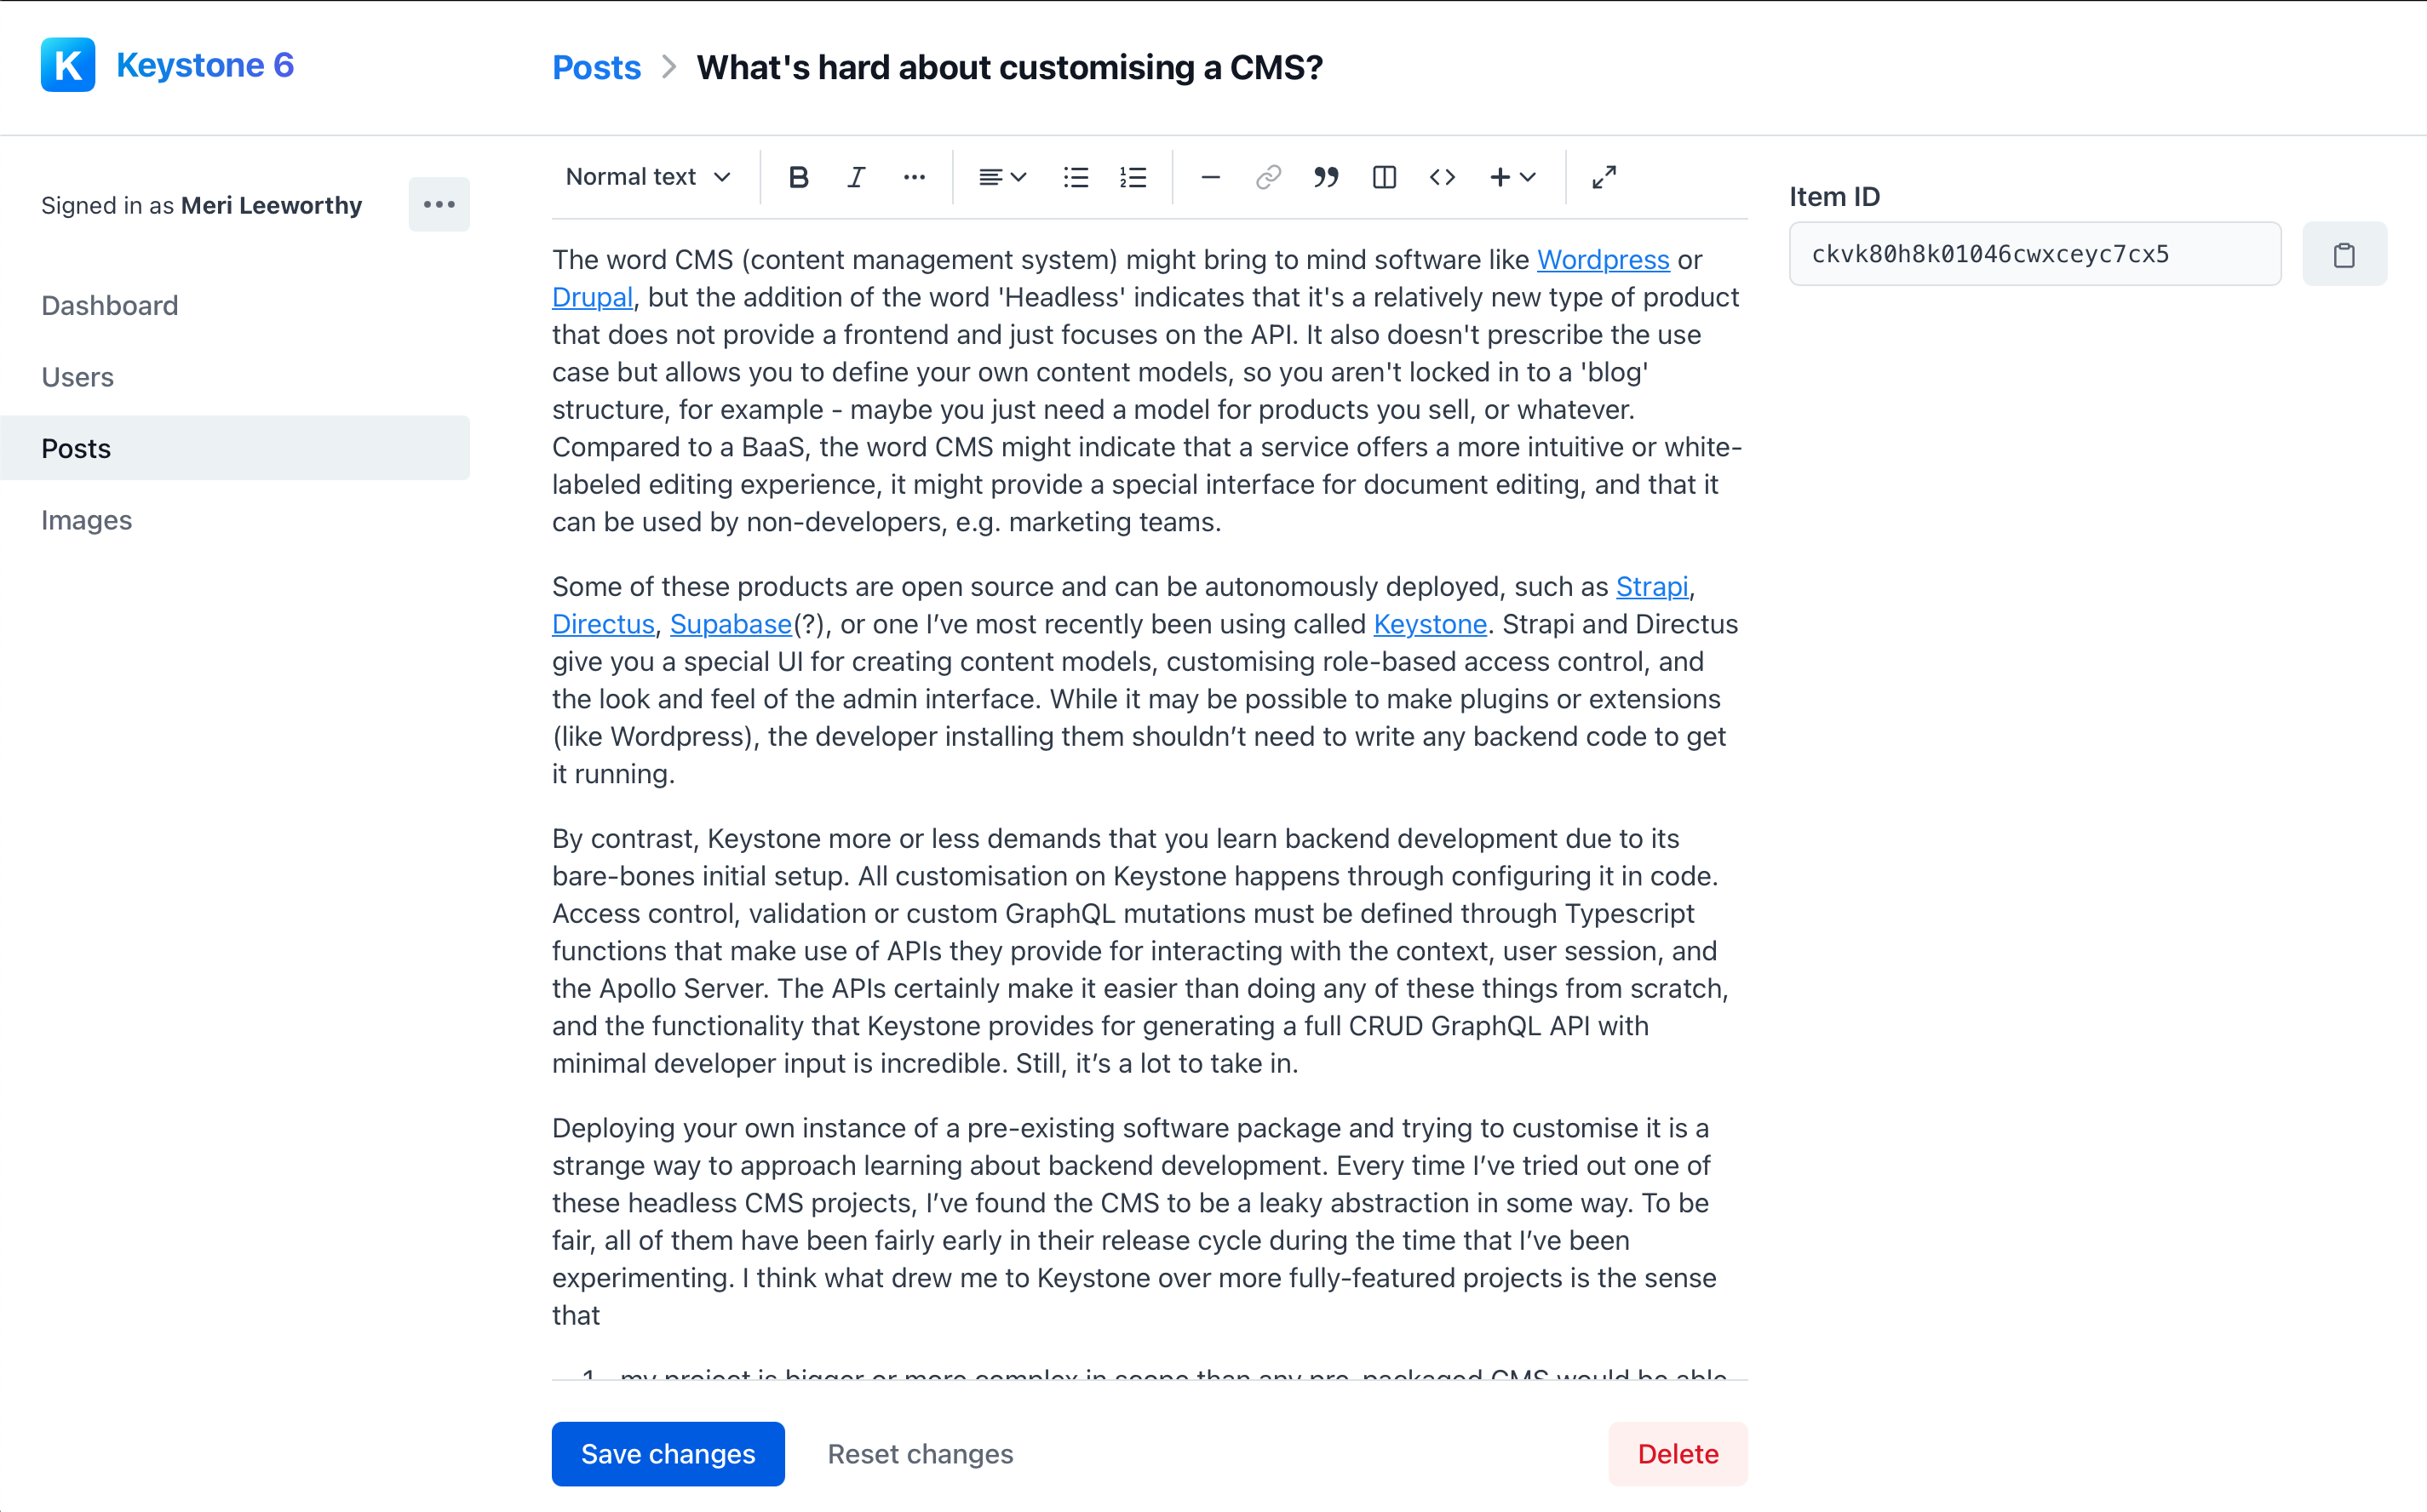 K Keystone 6
Posts > What's hard about customising a CMS?
Signed in as Meri Leeworthy
Dashboard
Users
Posts
Images
Normal text
The word CMS (content management system) might bring to mind software like Wordpress or
Drupal, but the addition of the word 'Headless' indicates that it's a relatively new type of product
that does not provide a frontend and just focuses on the API. It also doesn't prescribe the use
case but allows you to define your own content models, so you aren't locked in to a 'blog'
structure, for example - maybe you just need a model for products you sell, or whatever.
Compared to a BaaS, the word CMS might indicate that a service offers a more intuitive or white-
labeled editing experience, it might provide a special interface for document editing, and that it
can be used by non-developers, e.g. marketing teams.
Some of these products are open source and can be autonomously deployed, such as Strapi,
Directus, Supabase(?), or one I’ve most recently been using called Keystone. Strapi and Directus
give you a special UI for creating content models, customising role-based access control, and
the look and feel of the admin interface. While it may be possible to make plugins or extensions
(like Wordpress), the developer installing them shouldn’t need to write any backend code to get
it running.
By contrast, Keystone more or less demands that you learn backend development due to its
bare-bones initial setup. All customisation on Keystone happens through configuring it in code.
Access control, validation or custom GraphQL mutations must be defined through Typescript
functions that make use of APIs they provide for interacting with the context, user session, and
the Apollo Server. The APIs certainly make it easier than doing any of these things from scratch,
and the functionality that Keystone provides for generating a full CRUD GraphQL API with
minimal developer input is incredible. Still, it’s a lot to take in.
Deploying your own instance of a pre-existing software package and trying to customise it is a
strange way to approach learning about backend development. Every time I’ve tried out one of
these headless CMS projects, I’ve found the CMS to be a leaky abstraction in some way. To be
fair, all of them have been fairly early in their release cycle during the time that I’ve been
experimenting. I think what drew me to Keystone over more fully-featured projects is the sense
that
1. my project is bigger or more complex in scope than any pre-packaged CMS would be able
Save changes
Reset changes
Delete
Item ID
ckvk80h8k01046cwxceyc7cx5